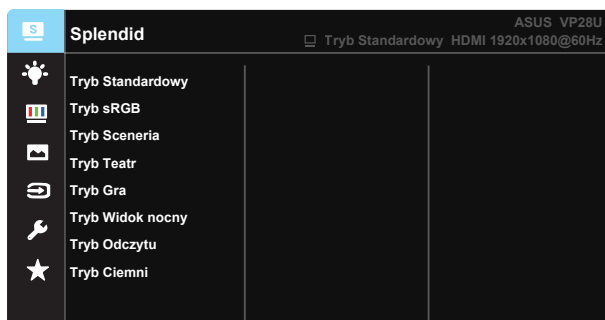 S
Splendid
ASUS VP28U
Tryb Standardowy HDMI 1920x1080@60Hz
Tryb Standardowy
Tryb sRGB
Tryb Sceneria
Tryb Teatr
Tryb Gra
Tryb Widok nocny
Tryb Odczytu
Tryb Ciemni